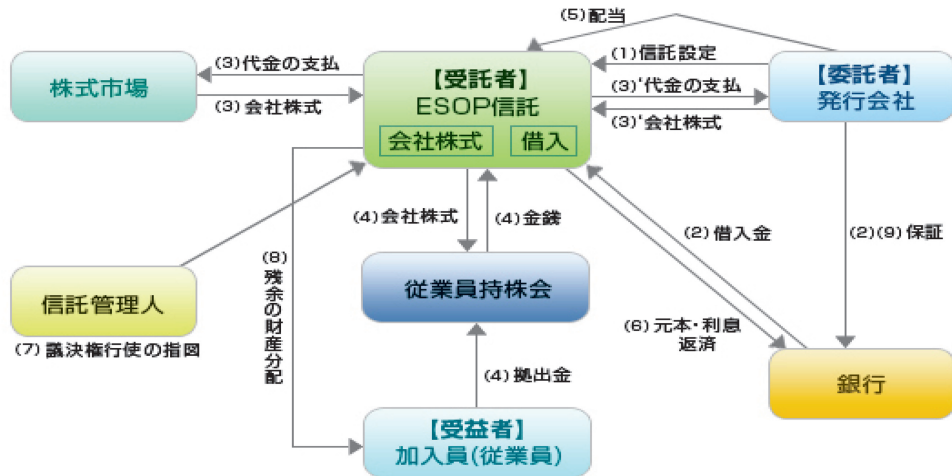 (5)配当
(3)代金の支払
(1)信託設定
株式市場
【受託者】
ESOP信託
(3)'代金の支払
【委託者】
発行会社
(3)会社株式
(3)'会社株式
会社株式
借入
(4)会社株式
(4)金銭
(2)借入金
(2)(9)保証
(8)残余の財産分配
信託管理人
従業員持株会
(7)議決権行使の指図
(6)元本・利息
返済
(4)拠出金
銀行
【受益者】
加入員(従業員)